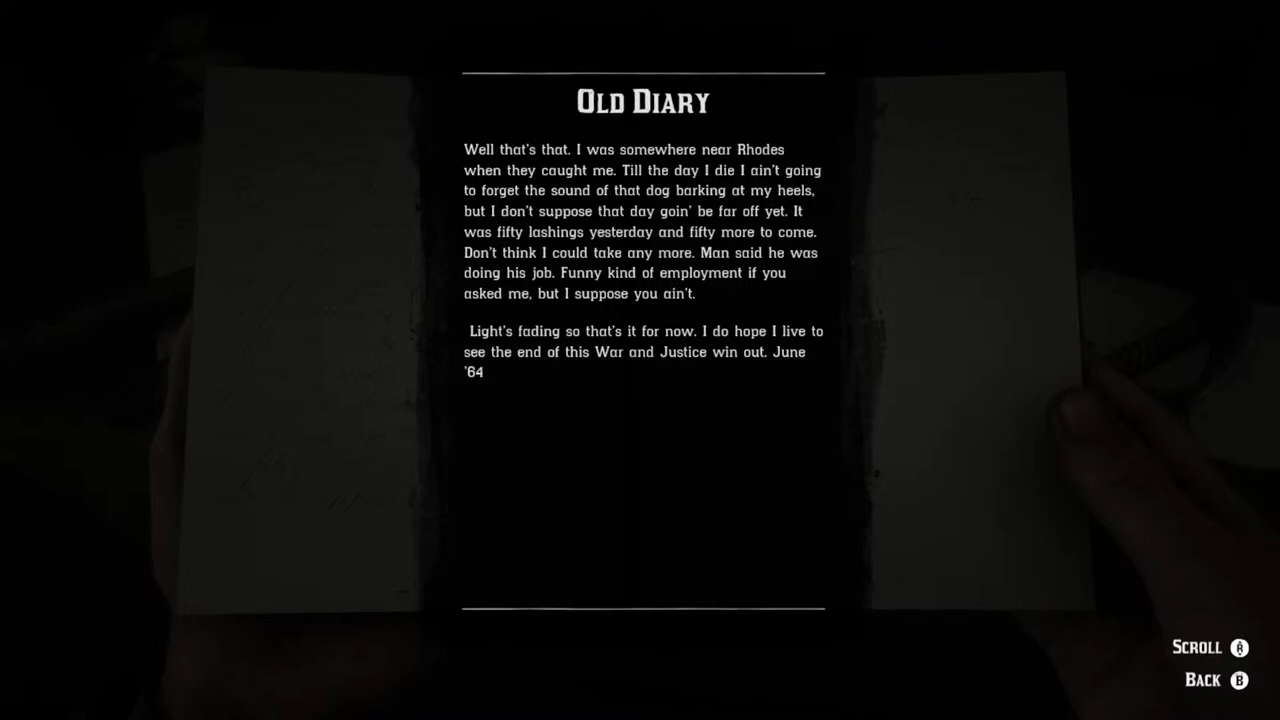 OLD DIARY
Well that's that. I was somewhere near Rhodes
when they caught me. Till the day I die I ain't going
to forget the sound of that dog barking at my heels,
but I don't suppose that day goin' be far off yet. It
was fifty lashings yesterday and fifty more to come.
Don't think I could take any more. Man said he was
doing his job. Funny kind of employment if you
asked me, but I suppose you ain't.
Light's fading so that's it for now. I do hope I live to
see the end of this War and Justice win out. June
'64
SCROLL R
BACK B